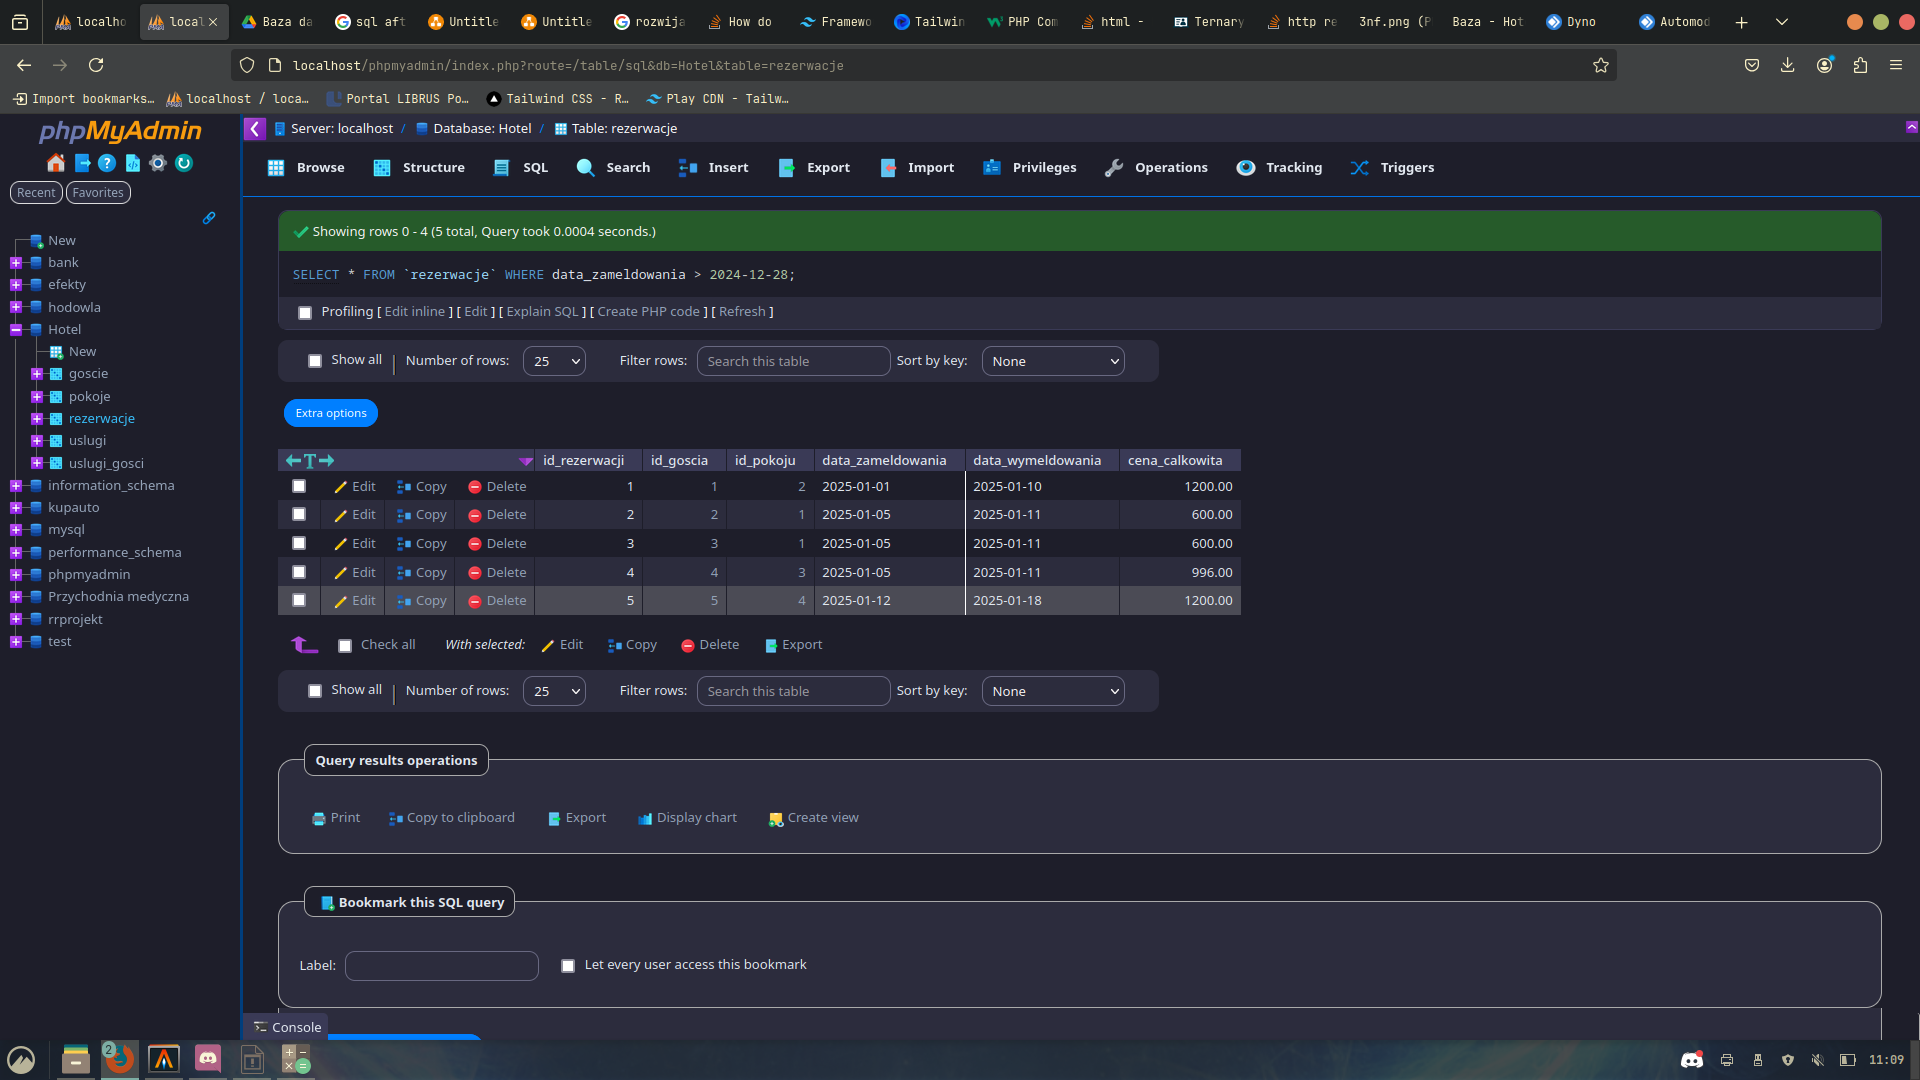 localho
local
Baza da
sql aft
Untitle
Untitle
rozwija
How do
Framewo
Tailwin
PHP Com
html -
Ternary
http re
3nf.png (P
Baza - Hot
Dyno
Automod
localhost/phpmyadmin/index.php?route=/table/sql&db=Hotel&table=rezerwacje
Import bookmarks…
localhost / loca…
Portal LIBRUS Po…
Tailwind CSS - R…
Play CDN - Tailw…
phpMyAdmin
Recent
Favorites
New
bank
efekty
hodowla
Hotel
New
goscie
pokoje
rezerwacje
uslugi
uslugi_gosci
information_schema
kupauto
mysql
performance_schema
phpmyadmin
Przychodnia medyczna
rrprojekt
test
Server: localhost / Database: Hotel / Table: rezerwacje
Browse Structure SQL Search Insert Export Import Privileges Operations Tracking Triggers
Showing rows 0 - 4 (5 total, Query took 0.0004 seconds.)
SELECT * FROM `rezerwacje` WHERE data_zameldowania > 2024-12-28;
Profiling [ Edit inline ] [ Edit ] [ Explain SQL ] [ Create PHP code ] [ Refresh ]
Show all | Number of rows: 25 Filter rows: Search this table Sort by key: None
Extra options
←T→ id_rezerwacji id_goscia id_pokoju data_zameldowania data_wymeldowania cena_calkowita
Edit Copy Delete 1 1 2 2025-01-01 2025-01-10 1200.00
Edit Copy Delete 2 2 1 2025-01-05 2025-01-11 600.00
Edit Copy Delete 3 3 1 2025-01-05 2025-01-11 600.00
Edit Copy Delete 4 4 3 2025-01-05 2025-01-11 996.00
Edit Copy Delete 5 5 4 2025-01-12 2025-01-18 1200.00
Check all With selected: Edit Copy Delete Export
Show all | Number of rows: 25 Filter rows: Search this table Sort by key: None
Query results operations
Print Copy to clipboard Export Display chart Create view
Bookmark this SQL query
Label: Let every user access this bookmark
Console
2
11:09